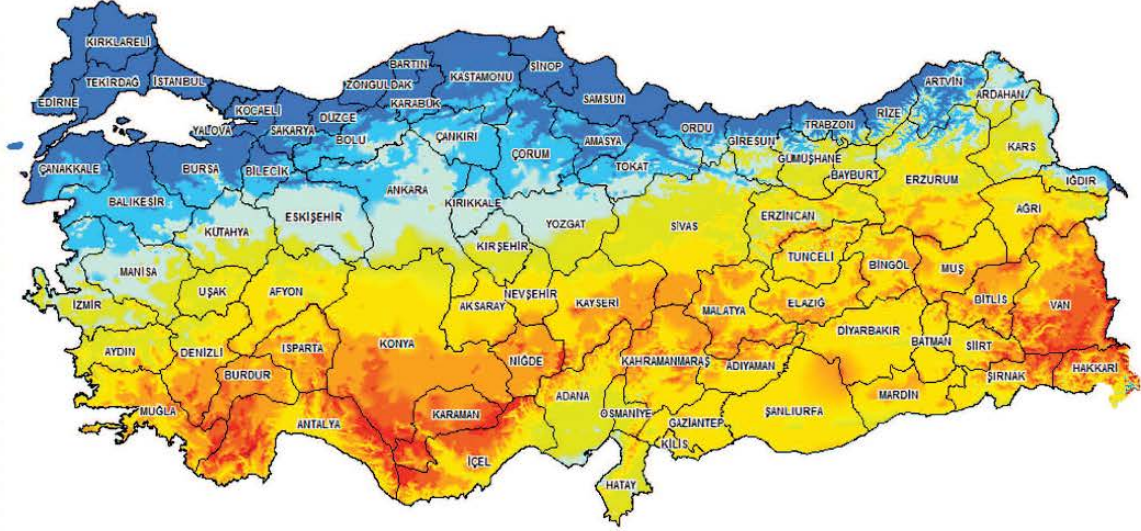 KIRKLARELİ
TEKİRDAĞ
İSTANBUL
EDİRNE
KOCAELİ
YALOVA
SAKARYA
DÜZCE
BOLU
ZONGULDAK
BARTIN
KARABÜK
KASTAMONU
SİNOP
SAMSUN
ÇANKIRI
ÇORUM
AMASYA
TOKAT
ORDU
GİRESUN
TRABZON
RİZE
ARTVİN
ARDAHAN
KARS
GÜMÜŞHANE
BAYBURT
ERZURUM
IĞDIR
AĞRI
ÇANAKKALE
BURSA
BİLECİK
BALIKESİR
KUTAHYA
ESKİŞEHİR
ANKARA
KIRIKKALE
KIRŞEHİR
YOZGAT
SİVAS
ERZİNCAN
TUNCELİ
BİNGÖL
MUŞ
BİTLİS
VAN
MANİSA
İZMİR
UŞAK
AFYON
AKSARAY
NEVŞEHİR
KAYSERİ
MALATYA
ELAZIĞ
DİYARBAKIR
BATMAN
SİİRT
AYDIN
DENİZLİ
ISPARTA
BURDUR
KONYA
NİĞDE
KAHRAMANMARAŞ
ADIYAMAN
MARDİN
ŞIRNAK
HAKKARİ
MUĞLA
ANTALYA
KARAMAN
İÇEL
ADANA
OSMANİYE
GAZİANTEP
KİLİS
ŞANLIURFA
HATAY